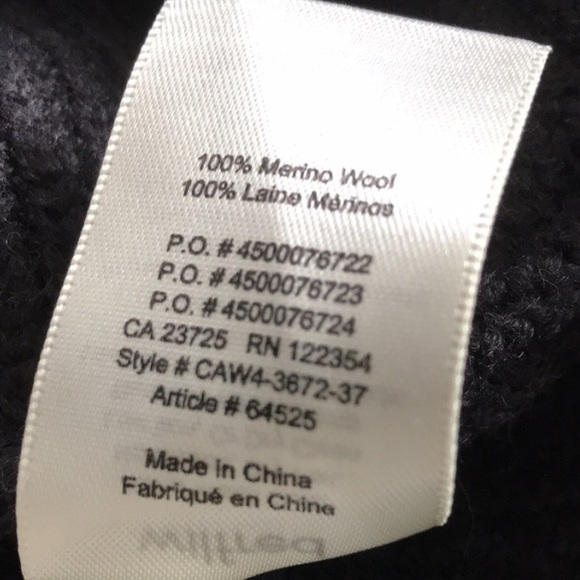 100% Merino Wool
100% Laine Mérinos
P.O. # 4500076722
P.O. # 4500076723
P.O. # 4500076724
CA 23725 RN 122354
Style # CAW4-3672-37
Article # 64525
Made in China
Fabriqué en Chine
Wilfred